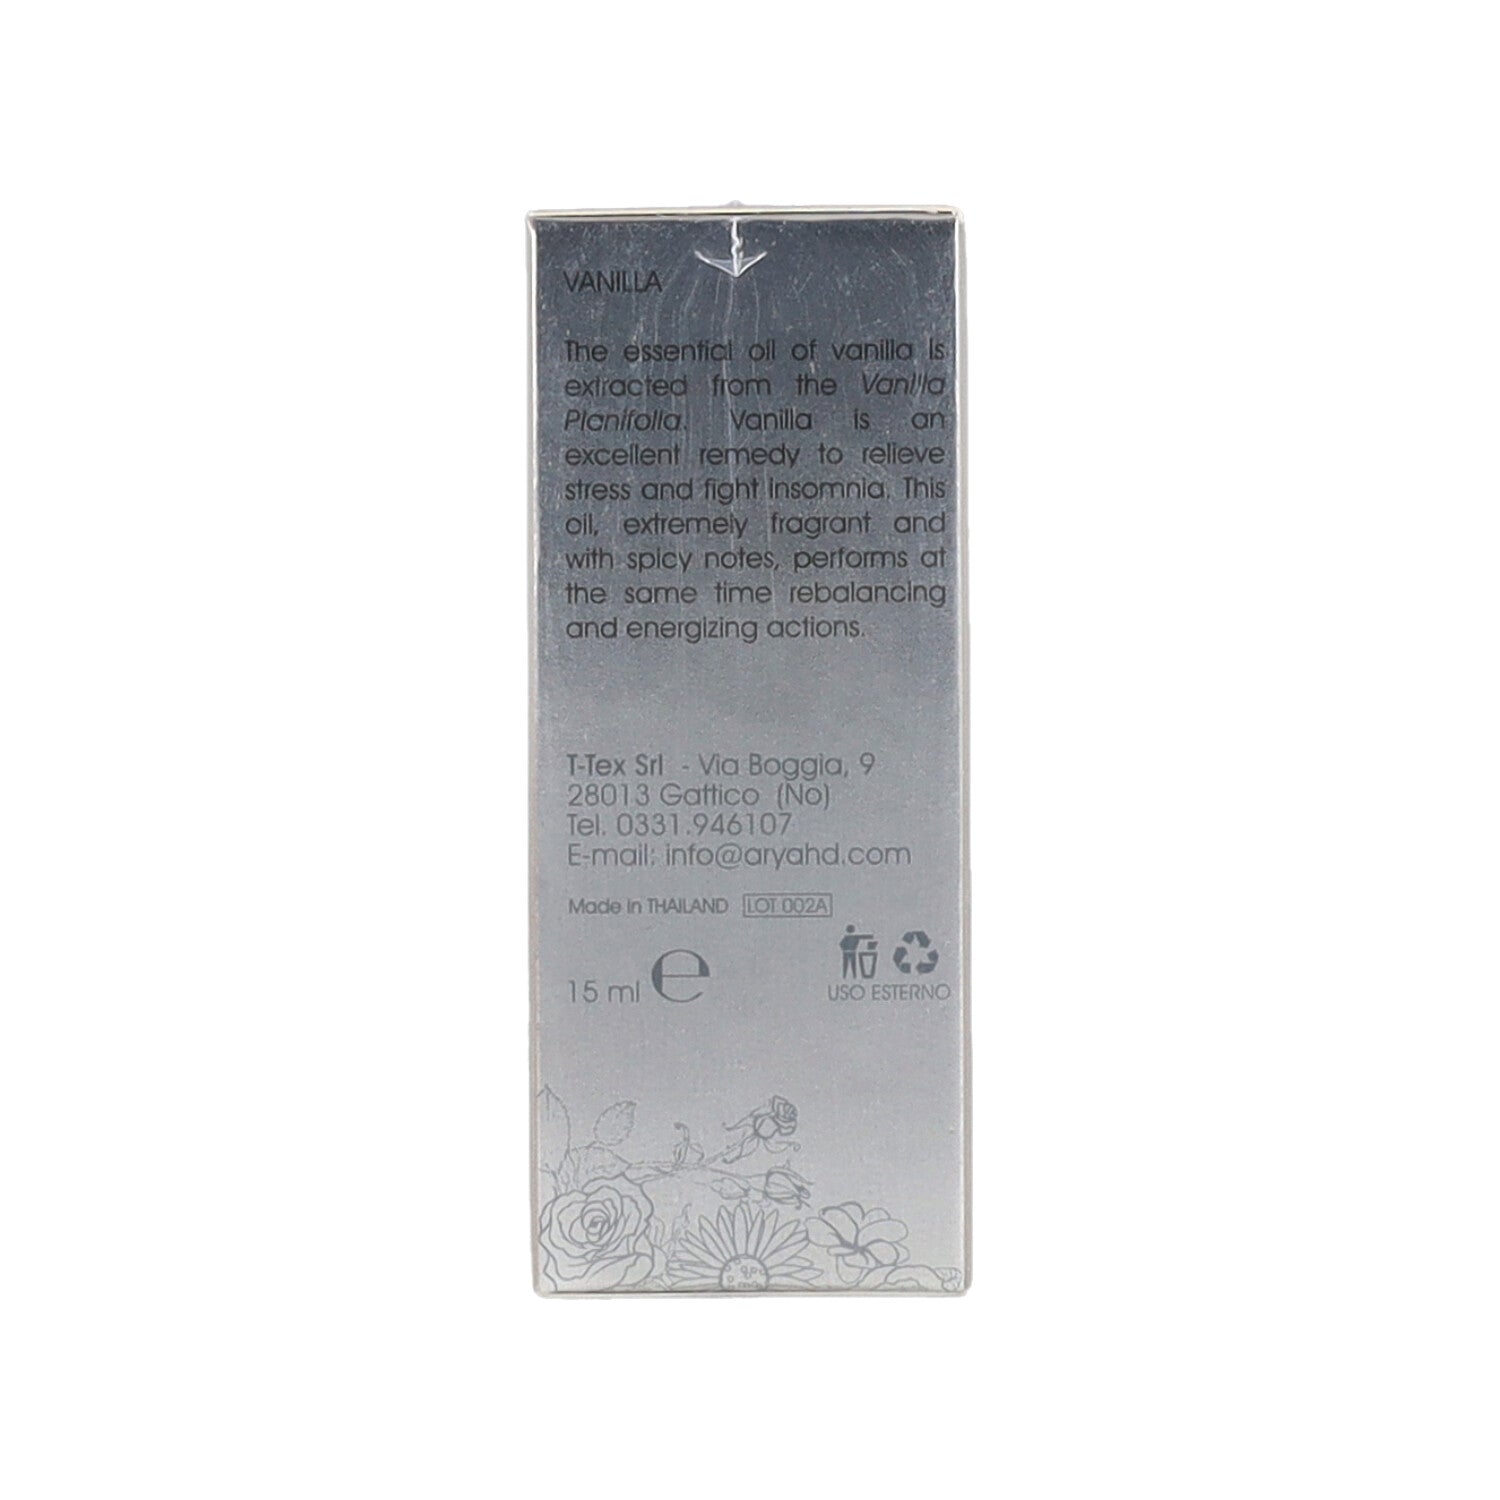 VANILLA
The essential oil of vanilla is
extracted from the Vanilla
Planifolia. Vanilla is an
excellent remedy to relieve
stress and fight insomnia. This
oil, extremely fragrant and
with spicy notes, performs at
the same time rebalancing
and energizing actions.
T-Tex Srl - Via Boggia, 9
28013 Gattico (No)
Tel. 0331.946107
E-mail: info@aryahd.com
Made in THAILAND LOT 002A
15 ml e
USO ESTERNO